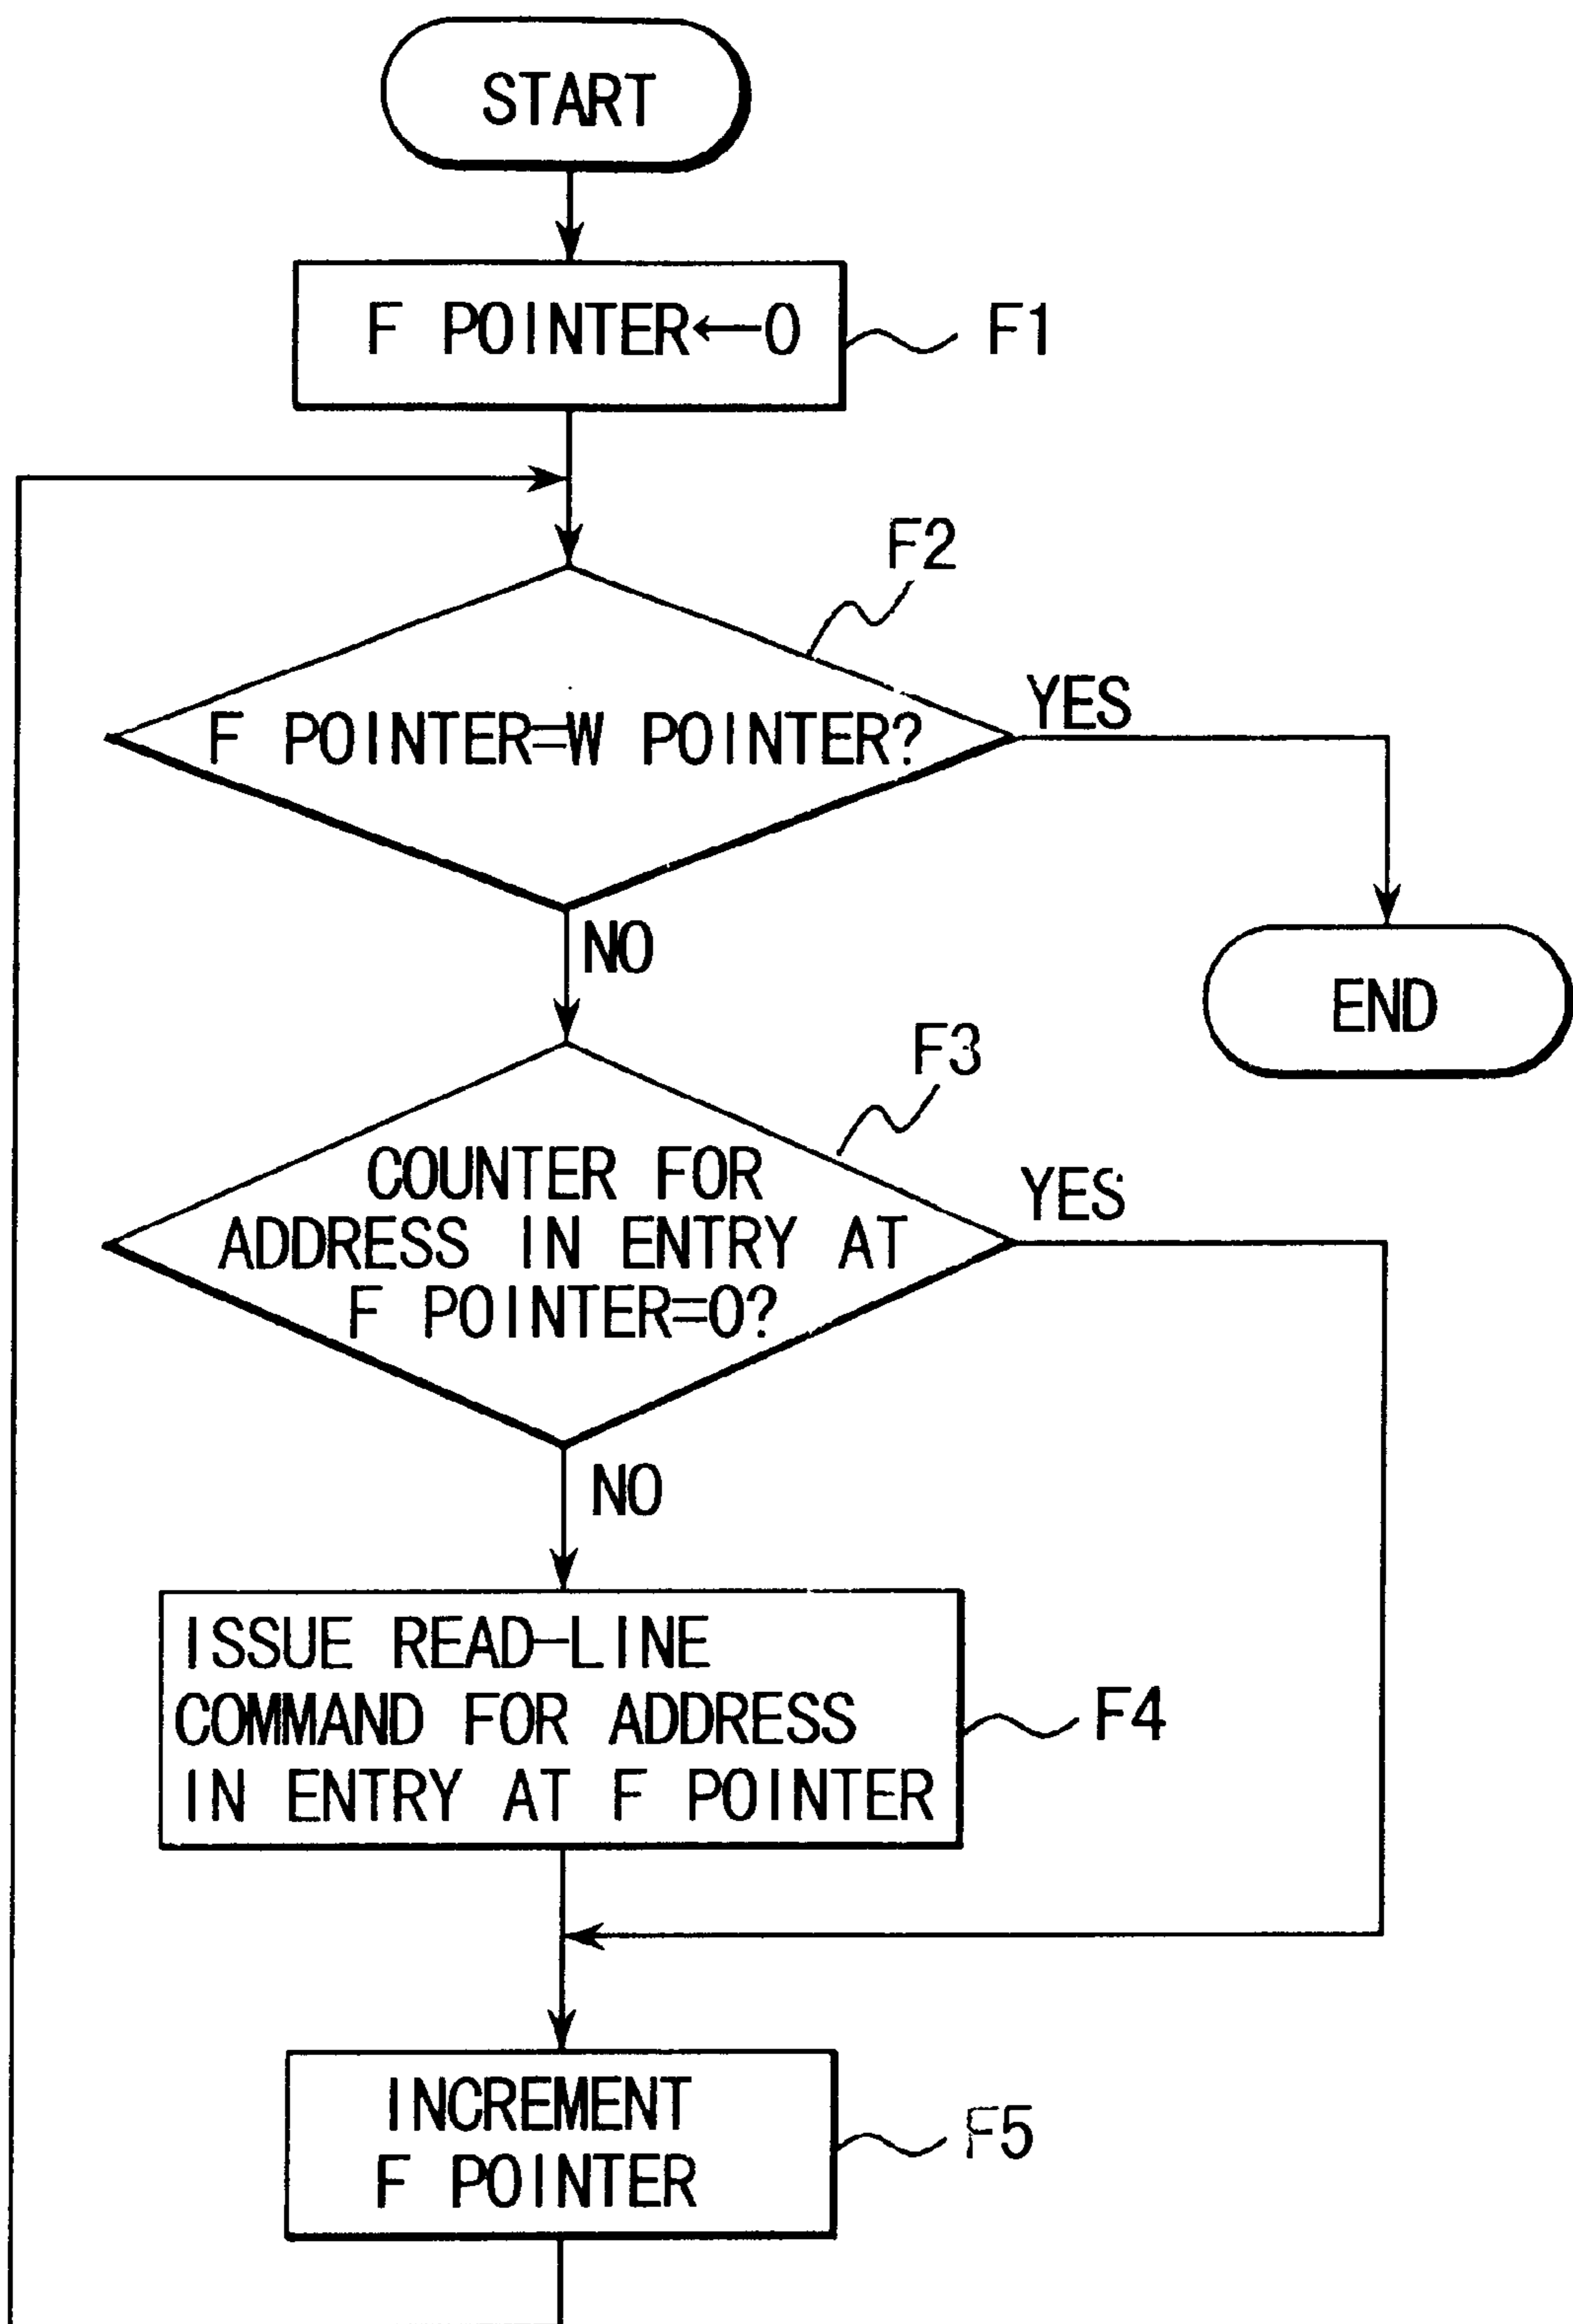 START
F POINTER←0
F1
F2
F POINTER=W POINTER?
YES
NO
END
F3
COUNTER FOR
ADDRESS IN ENTRY AT
F POINTER=0?
YES
NO
ISSUE READ-LINE
COMMAND FOR ADDRESS
IN ENTRY AT F POINTER
F4
INCREMENT
F POINTER
F5